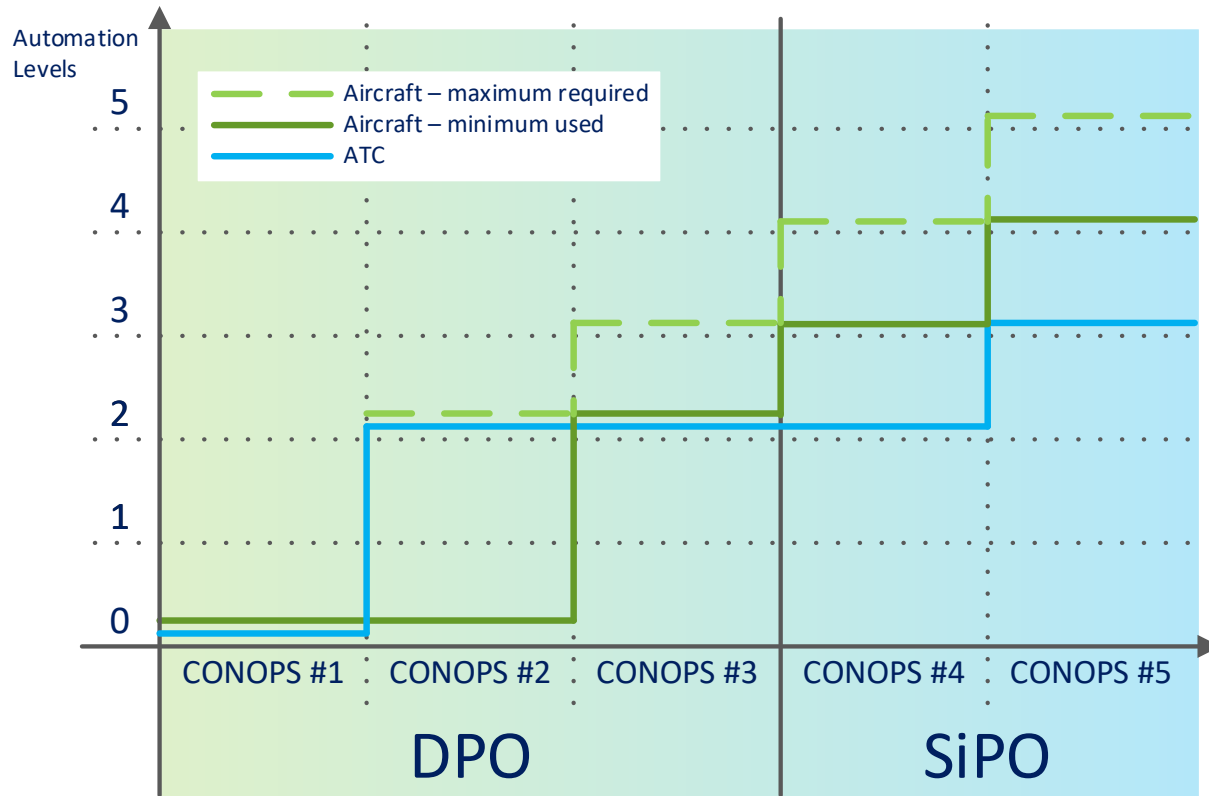 Automation
Levels
5
4
3
2
1
0
Aircraft – maximum required
Aircraft – minimum used
ATC
CONOPS #1
CONOPS #2
CONOPS #3
CONOPS #4
CONOPS #5
DPO
SiPO